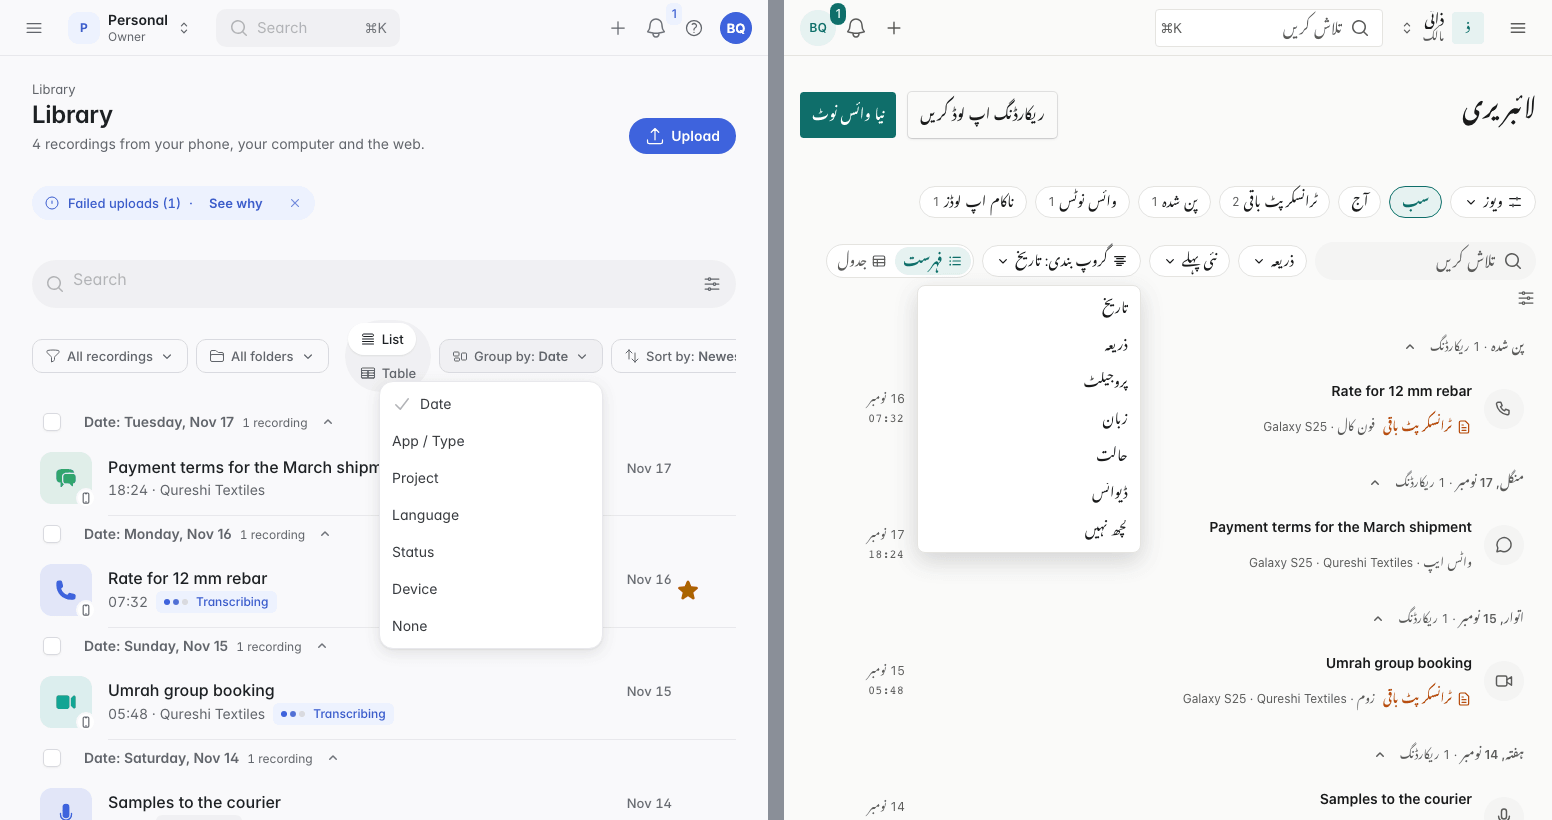 P
Personal
Owner
Search
⌘K
1
BQ
Library
Library
4 recordings from your phone, your computer and the web.
Upload
Failed uploads (1) · See why
Search
All recordings
All folders
List
Table
Group by: Date
Sort by: Newes
Date
App / Type
Project
Language
Status
Device
None
Date: Tuesday, Nov 17 1 recording
Payment terms for the March shipm
Nov 17
18:24 · Qureshi Textiles
Date: Monday, Nov 16 1 recording
Rate for 12 mm rebar
Nov 16
07:32 Transcribing
Date: Sunday, Nov 15 1 recording
Umrah group booking
Nov 15
05:48 · Qureshi Textiles Transcribing
Date: Saturday, Nov 14 1 recording
Samples to the courier
Nov 14
ذ
ذاتی
مالک
تلاش کریں
⌘K
1
BQ
لائبریری
ریکارڈنگ اپ لوڈ کریں
نیا وائس نوٹ
ویوز
سب
آج
ٹرانسکرپٹ باقی 2
پن شدہ 1
وائس نوٹس 1
ناکام اپ لوڈز 1
تلاش کریں
ذریعہ
نئی پہلے
گروپ بندی: تاریخ
فہرست
جدول
تاریخ
ذریعہ
پروجیکٹ
زبان
حالت
ڈیوائس
کچھ نہیں
پن شدہ · 1 ریکارڈنگ
Rate for 12 mm rebar
16 نومبر
ٹرانسکرپٹ باقی فون کال · Galaxy S25
07:32
منگل, 17 نومبر · 1 ریکارڈنگ
Payment terms for the March shipment
17 نومبر
واٹس ایپ · Galaxy S25 · Qureshi Textiles
18:24
اتوار, 15 نومبر · 1 ریکارڈنگ
Umrah group booking
15 نومبر
ٹرانسکرپٹ باقی زوم · Galaxy S25 · Qureshi Textiles
05:48
ہفتہ, 14 نومبر · 1 ریکارڈنگ
Samples to the courier
14 نومبر